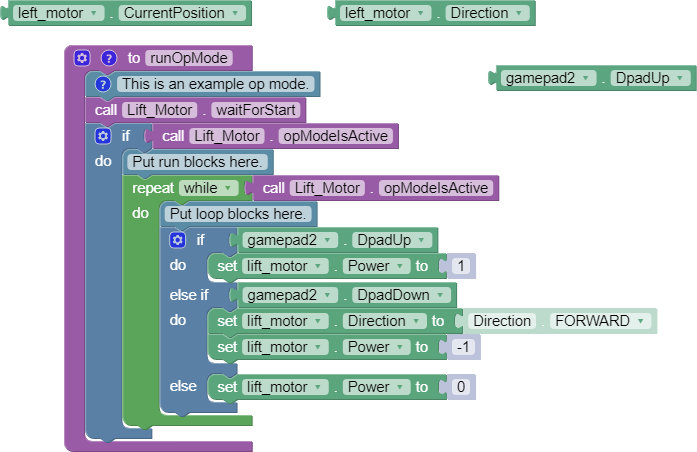 left_motor . CurrentPosition
left_motor . Direction
to runOpMode
gamepad2 . DpadUp
? This is an example op mode.
call Lift_Motor . waitForStart
if call Lift_Motor . opModeIsActive
do Put run blocks here.
repeat while call Lift_Motor . opModeIsActive
do Put loop blocks here.
if gamepad2 . DpadUp
do set lift_motor . Power to 1
else if gamepad2 . DpadDown
do set lift_motor . Direction to Direction . FORWARD
set lift_motor . Power to -1
else set lift_motor . Power to 0